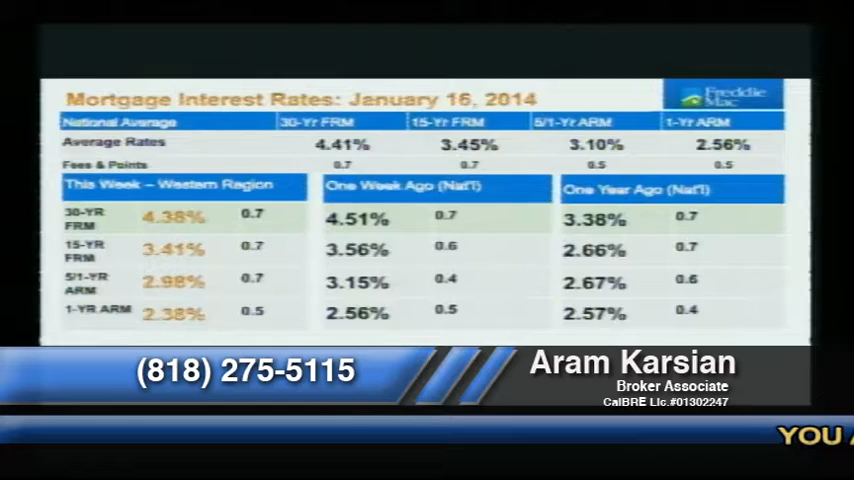 Mortgage Interest Rates: January 16, 2014
Freddie
Mac
National Average 30-Yr FRM 15-Yr FRM 5/1-Yr ARM 1-Yr ARM
Average Rates 4.41% 3.45% 3.10% 2.56%
Fees & Points 0.7 0.7 0.5 0.5
This Week – Western Region One Week Ago (Nat'l) One Year Ago (Nat'l)
30-YR FRM 4.38% 0.7 4.51% 0.7 3.38% 0.7
15-YR FRM 3.41% 0.7 3.56% 0.6 2.66% 0.7
5/1-YR ARM 2.98% 0.7 3.15% 0.4 2.67% 0.6
1-YR ARM 2.38% 0.5 2.56% 0.5 2.57% 0.4
(818) 275-5115
Aram Karsian
Broker Associate
CalBRE Lic.#01302247
YOU